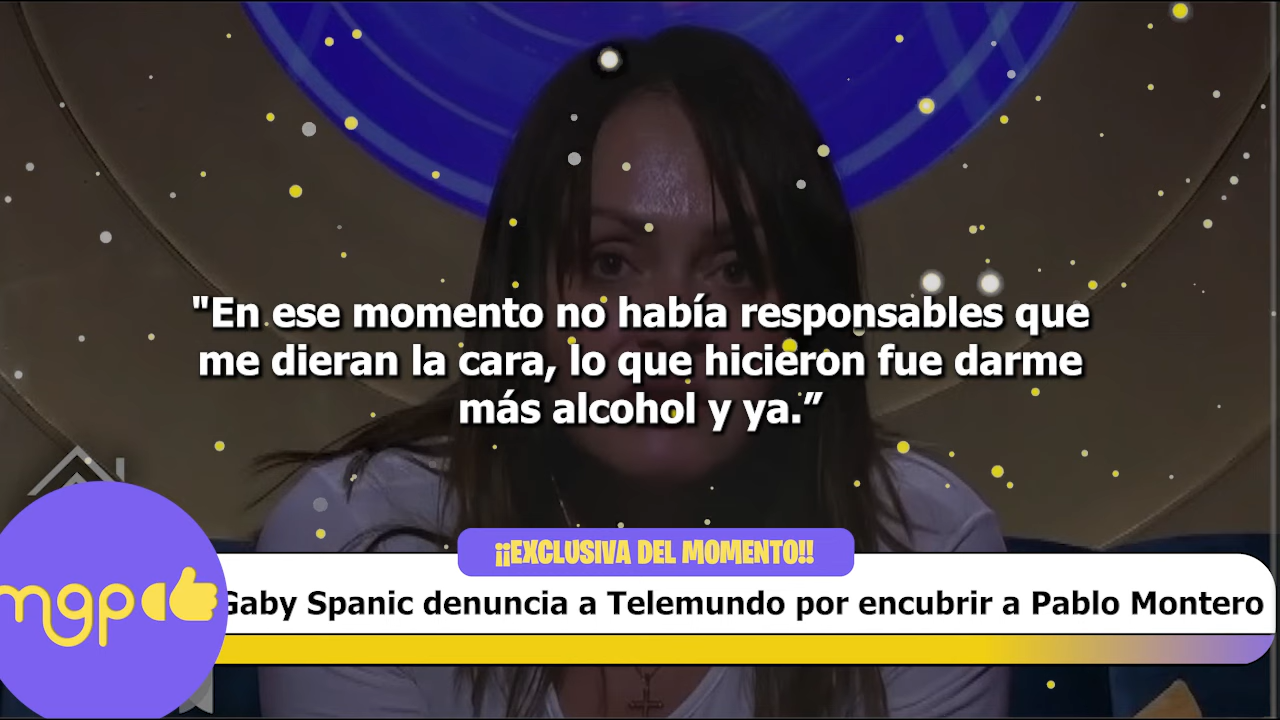 "En ese momento no había responsables que
me dieran la cara, lo que hicieron fue darme
más alcohol y ya.”
¡¡EXCLUSIVA DEL MOMENTO!!
mgp
Gaby Spanic denuncia a Telemundo por encubrir a Pablo Montero